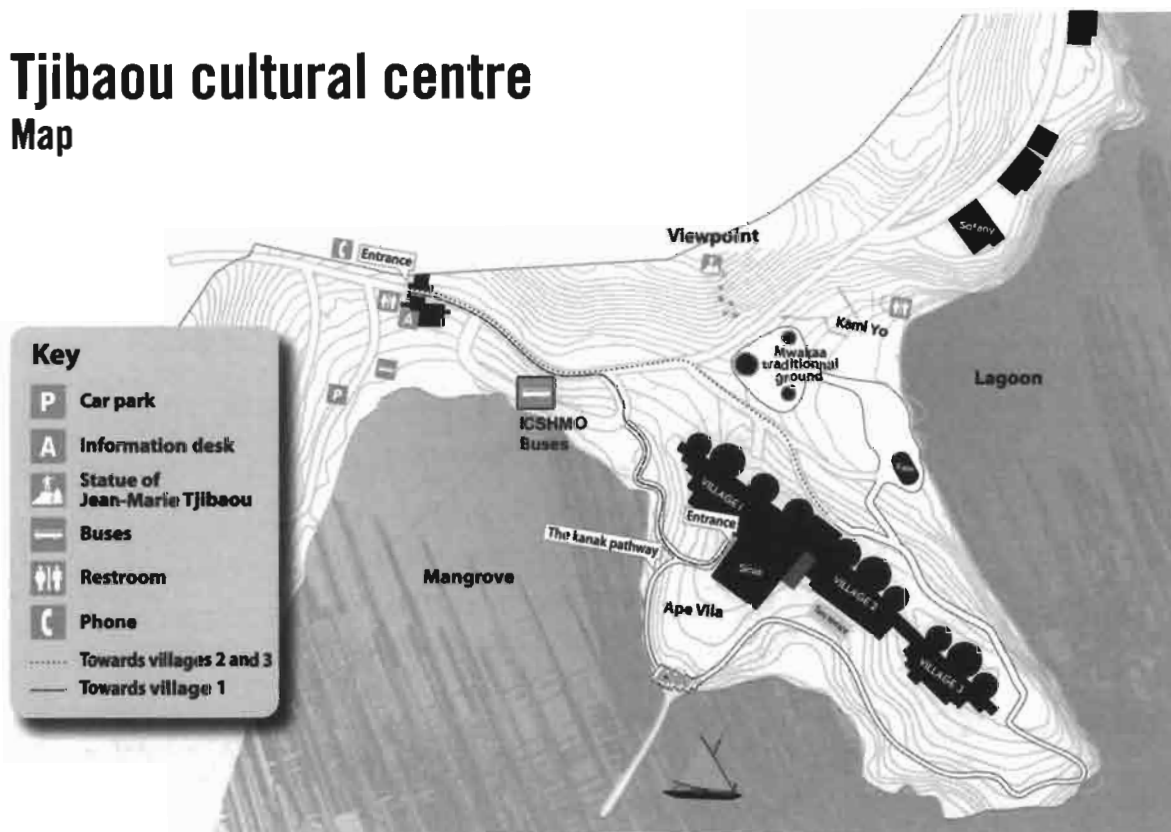 Tjibaou cultural centre
Map
Viewpoint
Entrance
A
P
Kami Yo
Mwakaa
traditionnal
ground
Lagoon
ICSHMO
Buses
VILLAGE 1
Entrance
The kanak pathway
Mangrove
Ape Vila
VILLAGE 2
VILLAGE 3
Key
P Car park
A Information desk
Statue of
Jean-Marie Tjibaou
Buses
Restroom
Phone
Towards villages 2 and 3
Towards village 1